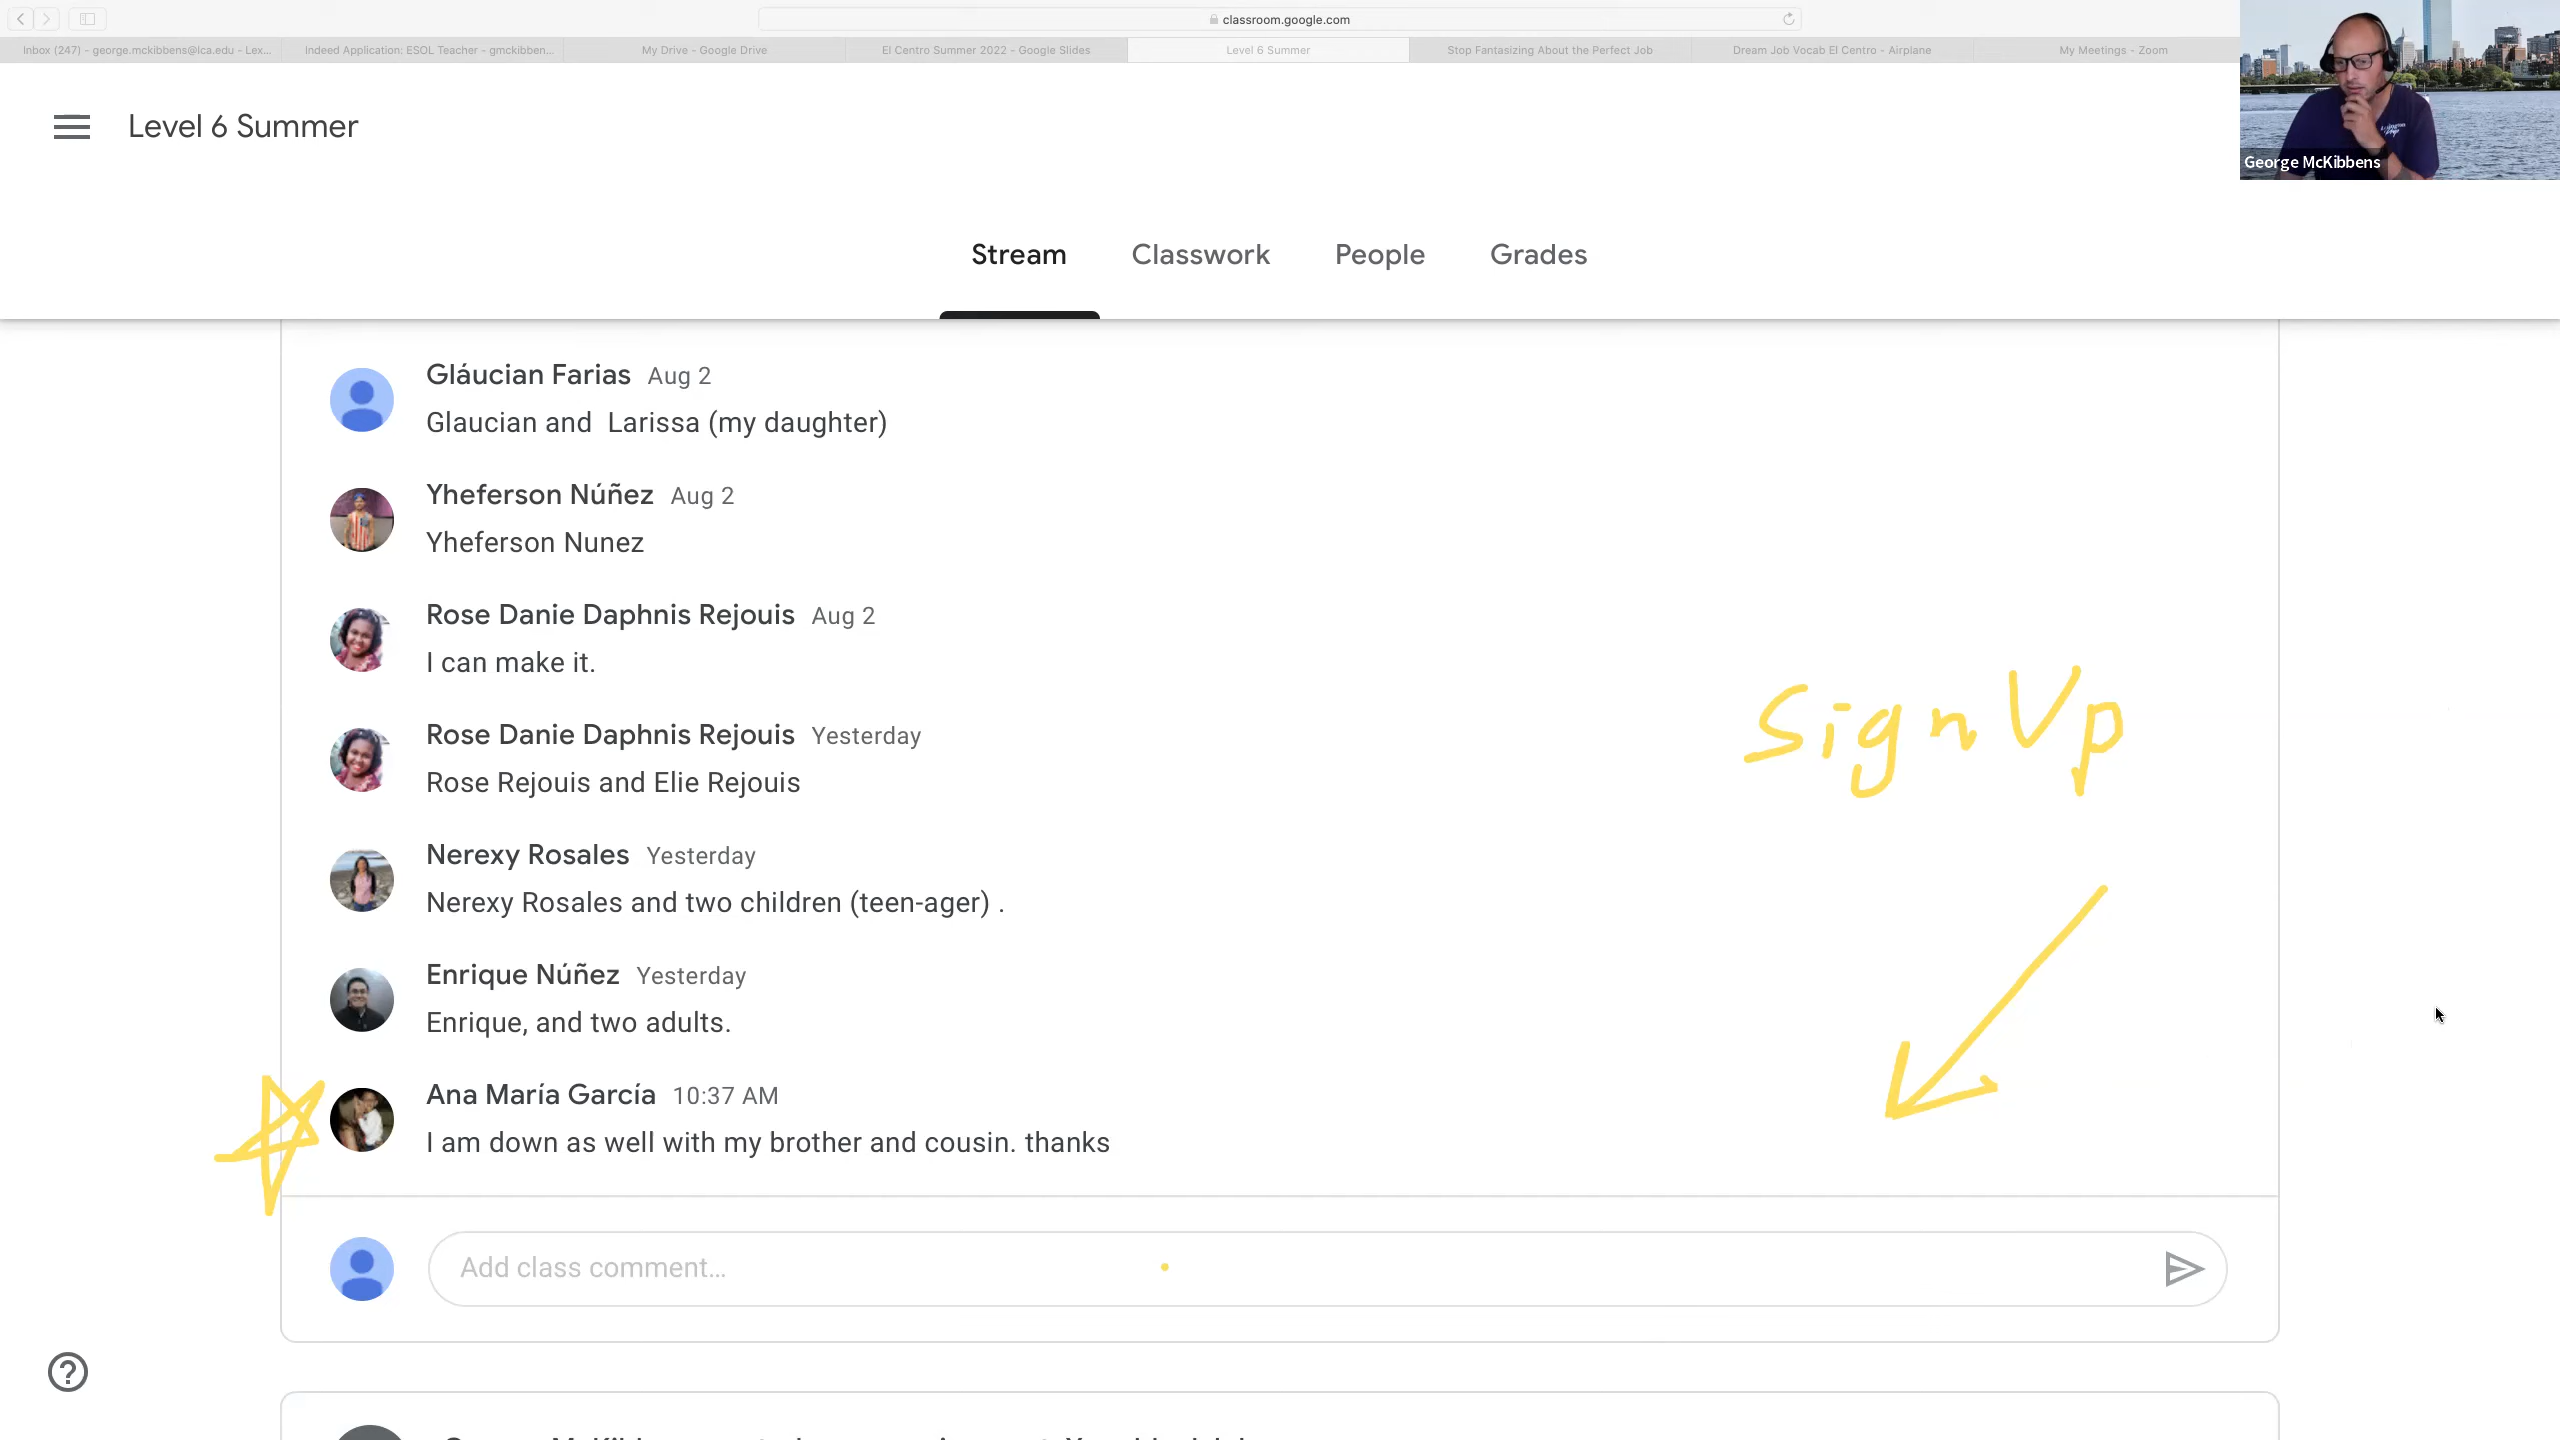 classroom.google.com
Inbox (247) - george.mckibbens@lca.edu - Lex...
Indeed Application: ESOL Teacher - gmckibben...
My Drive - Google Drive
El Centro Summer 2022 - Google Slides
Level 6 Summer
Stop Fantasizing About the Perfect Job
Dream Job Vocab El Centro - Airplane
My Meetings - Zoom
George McKibbens
Level 6 Summer
Stream
Classwork
People
Grades
Gláucian Farias Aug 2
Glaucian and Larissa (my daughter)
Yheferson Núñez Aug 2
Yheferson Nunez
Rose Danie Daphnis Rejouis Aug 2
I can make it.
Rose Danie Daphnis Rejouis Yesterday
Rose Rejouis and Elie Rejouis
Sign Up
Nerexy Rosales Yesterday
Nerexy Rosales and two children (teen-ager) .
Enrique Núñez Yesterday
Enrique, and two adults.
Ana María García 10:37 AM
I am down as well with my brother and cousin. thanks
Add class comment...